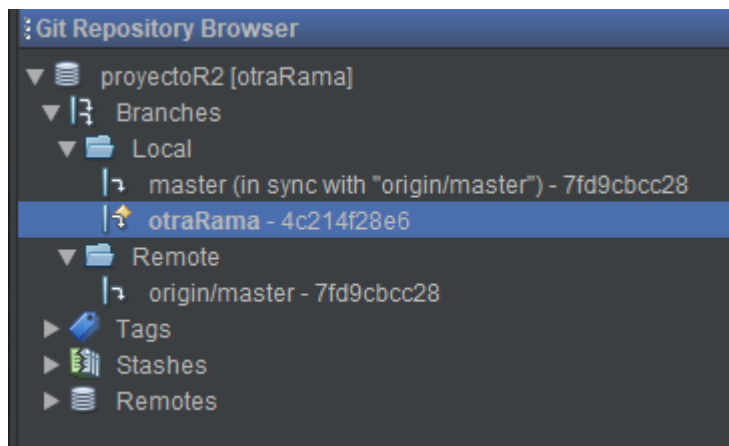 Git Repository Browser
proyectoR2 [otraRama]
Branches
Local
master (in sync with "origin/master") - 7fd9cbcc28
otraRama - 4c214f28e6
Remote
origin/master - 7fd9cbcc28
Tags
Stashes
Remotes